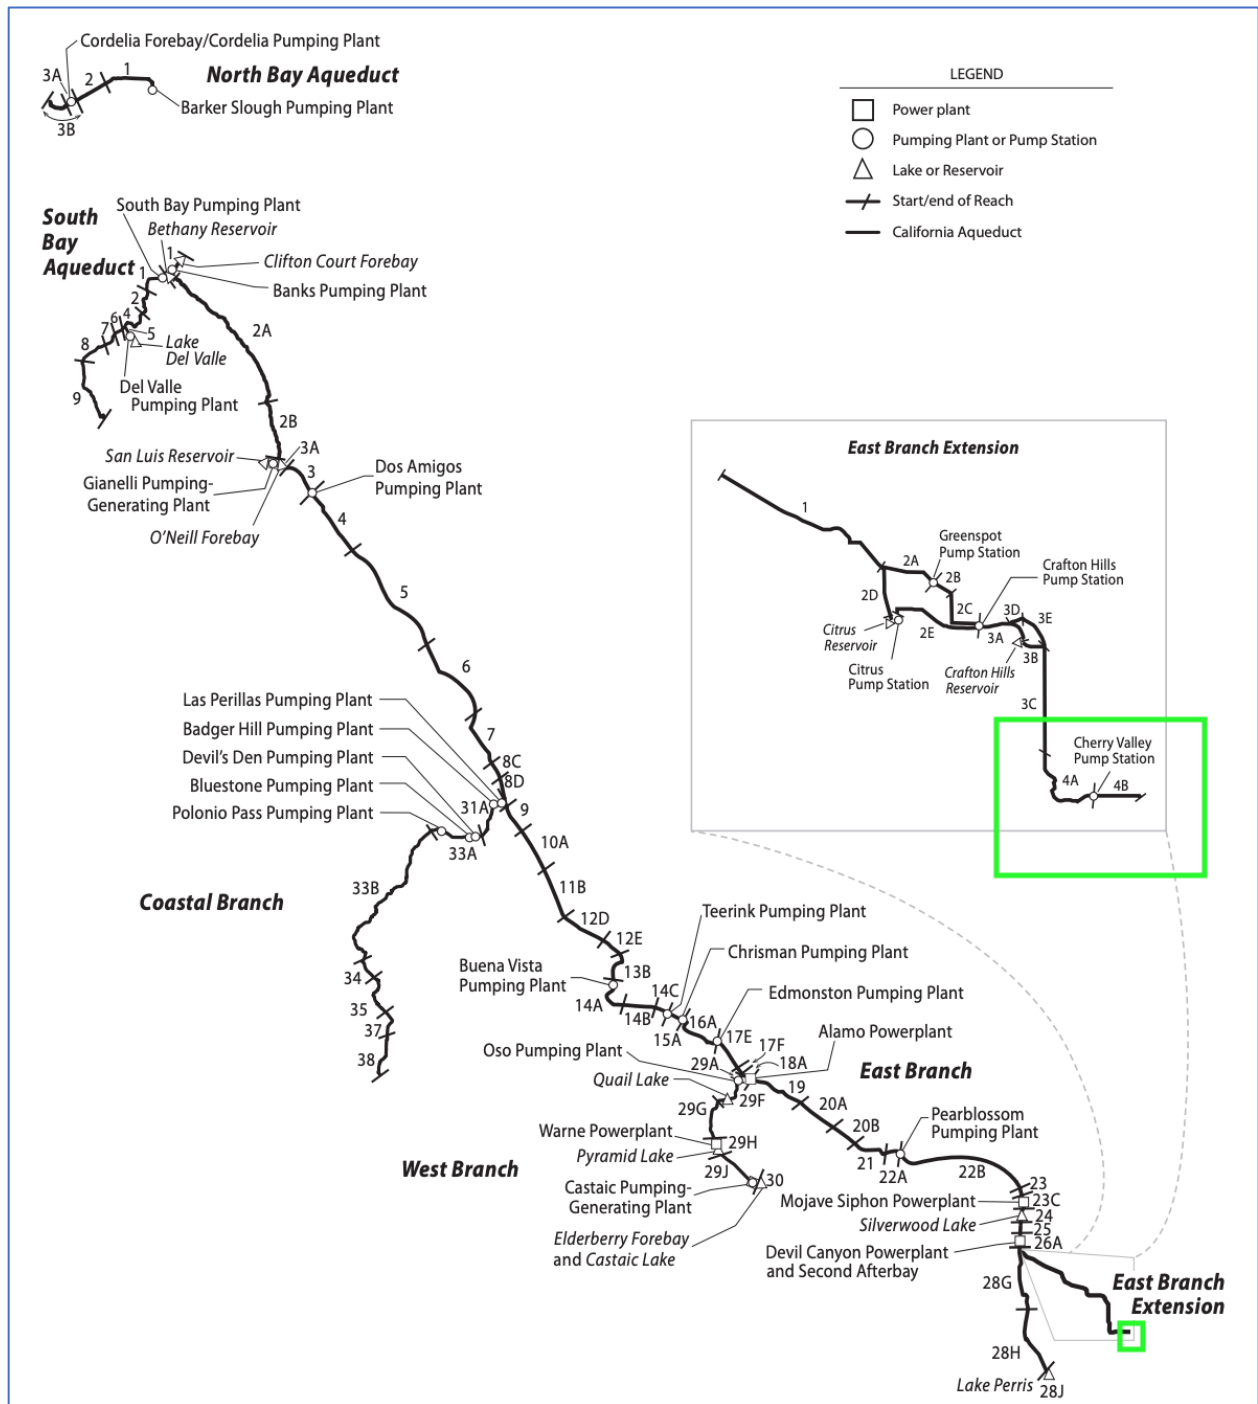 Cordelia Forebay/Cordelia Pumping Plant
3A
2
1
North Bay Aqueduct
Barker Slough Pumping Plant
3B
LEGEND
Power plant
Pumping Plant or Pump Station
Lake or Reservoir
Start/end of Reach
California Aqueduct
South
Bay
Aqueduct
South Bay Pumping Plant
Bethany Reservoir
1
Clifton Court Forebay
Banks Pumping Plant
1
2
4
6
7
5
8
9
Lake
Del Valle
Del Valle
Pumping Plant
2A
2B
San Luis Reservoir
3A
3
Gianelli Pumping-
Generating Plant
O'Neill Forebay
Dos Amigos
Pumping Plant
4
5
6
East Branch Extension
1
2A
Greenspot
Pump Station
2B
Crafton Hills
Pump Station
2D
2C
2E
3D
3E
3A
3B
Citrus
Reservoir
Citrus
Pump Station
Crafton Hills
Reservoir
3C
Cherry Valley
Pump Station
4A
4B
Las Perillas Pumping Plant
Badger Hill Pumping Plant
Devil's Den Pumping Plant
Bluestone Pumping Plant
Polonio Pass Pumping Plant
7
8C
8D
31A
9
33A
10A
11B
12D
12E
13B
Coastal Branch
33B
34
35
37
38
Buena Vista
Pumping Plant
14A
14B
14C
Teerink Pumping Plant
Chrisman Pumping Plant
15A
16A
Edmonston Pumping Plant
17E
Alamo Powerplant
17F
18A
Oso Pumping Plant
29A
Quail Lake
29F
29G
East Branch
19
20A
20B
21
22A
Pearblossom
Pumping Plant
22B
Warne Powerplant
29H
Pyramid Lake
29J
West Branch
Castaic Pumping-
Generating Plant
30
Elderberry Forebay
and Castaic Lake
23
Mojave Siphon Powerplant
23C
Silverwood Lake
24
25
26A
Devil Canyon Powerplant
and Second Afterbay
28G
East Branch
Extension
28H
Lake Perris
28J